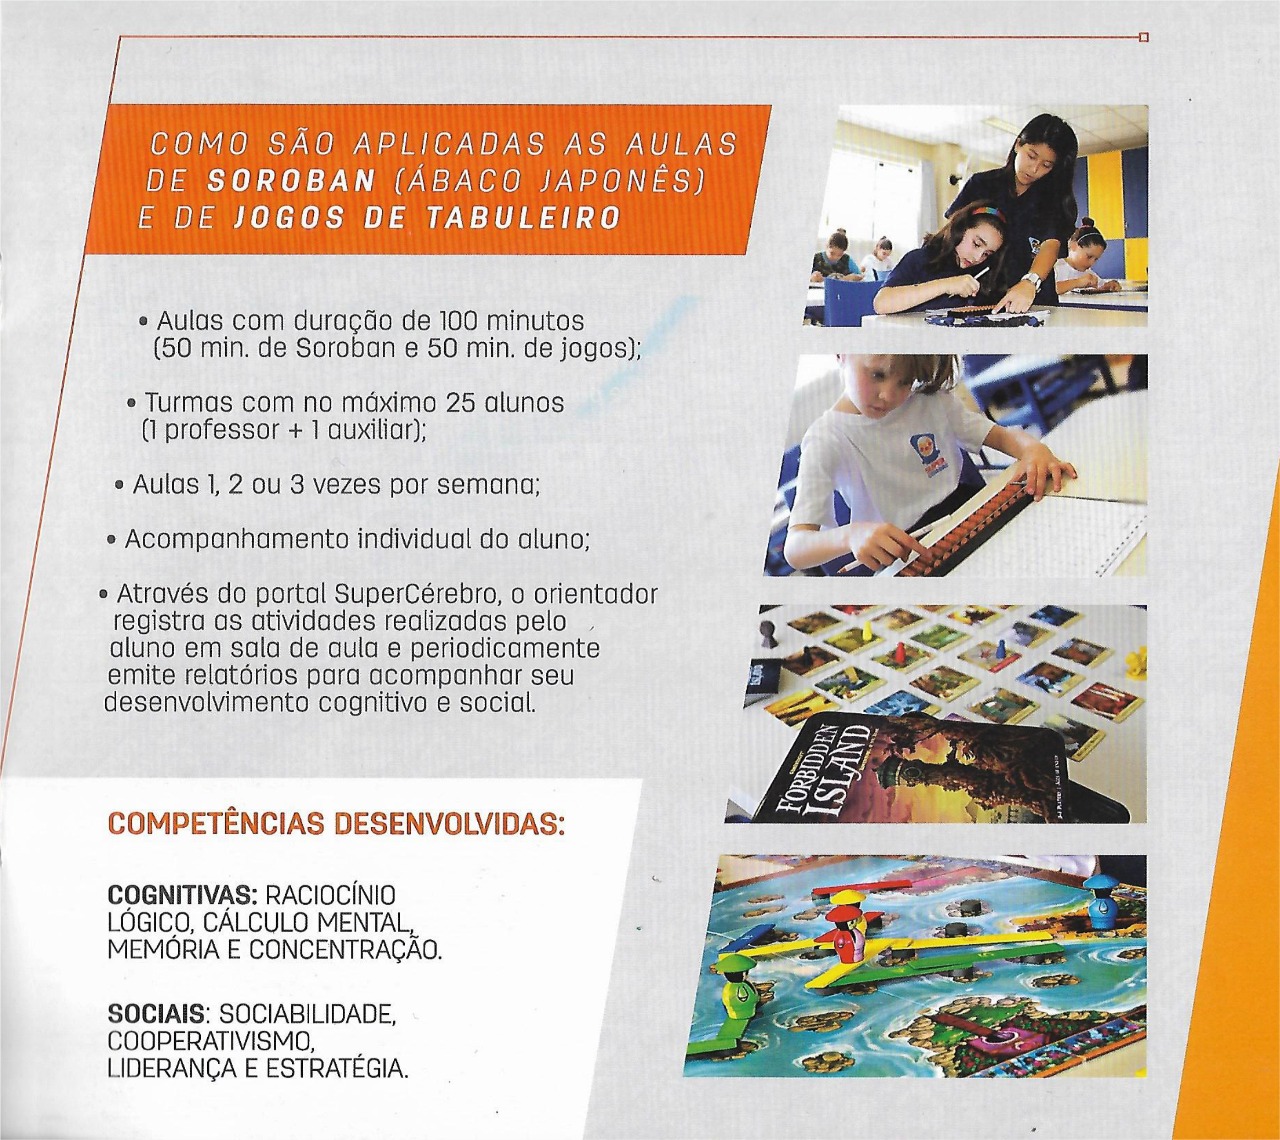 COMO SÃO APLICADAS AS AULAS
DE SOROBAN (ÁBACO JAPONÊS)
E DE JOGOS DE TABULEIRO
• Aulas com duração de 100 minutos
(50 min. de Soroban e 50 min. de jogos);
• Turmas com no máximo 25 alunos
(1 professor + 1 auxiliar);
• Aulas 1, 2 ou 3 vezes por semana;
• Acompanhamento individual do aluno;
• Através do portal SuperCérebro, o orientador
registra as atividades realizadas pelo
aluno em sala de aula e periodicamente
emite relatórios para acompanhar seu
desenvolvimento cognitivo e social.
COMPETÊNCIAS DESENVOLVIDAS:
COGNITIVAS: RACIOCÍNIO
LÓGICO, CÁLCULO MENTAL,
MEMÓRIA E CONCENTRAÇÃO.
SOCIAIS: SOCIABILIDADE,
COOPERATIVISMO,
LIDERANÇA E ESTRATÉGIA.
FORBIDDEN
ISLAND